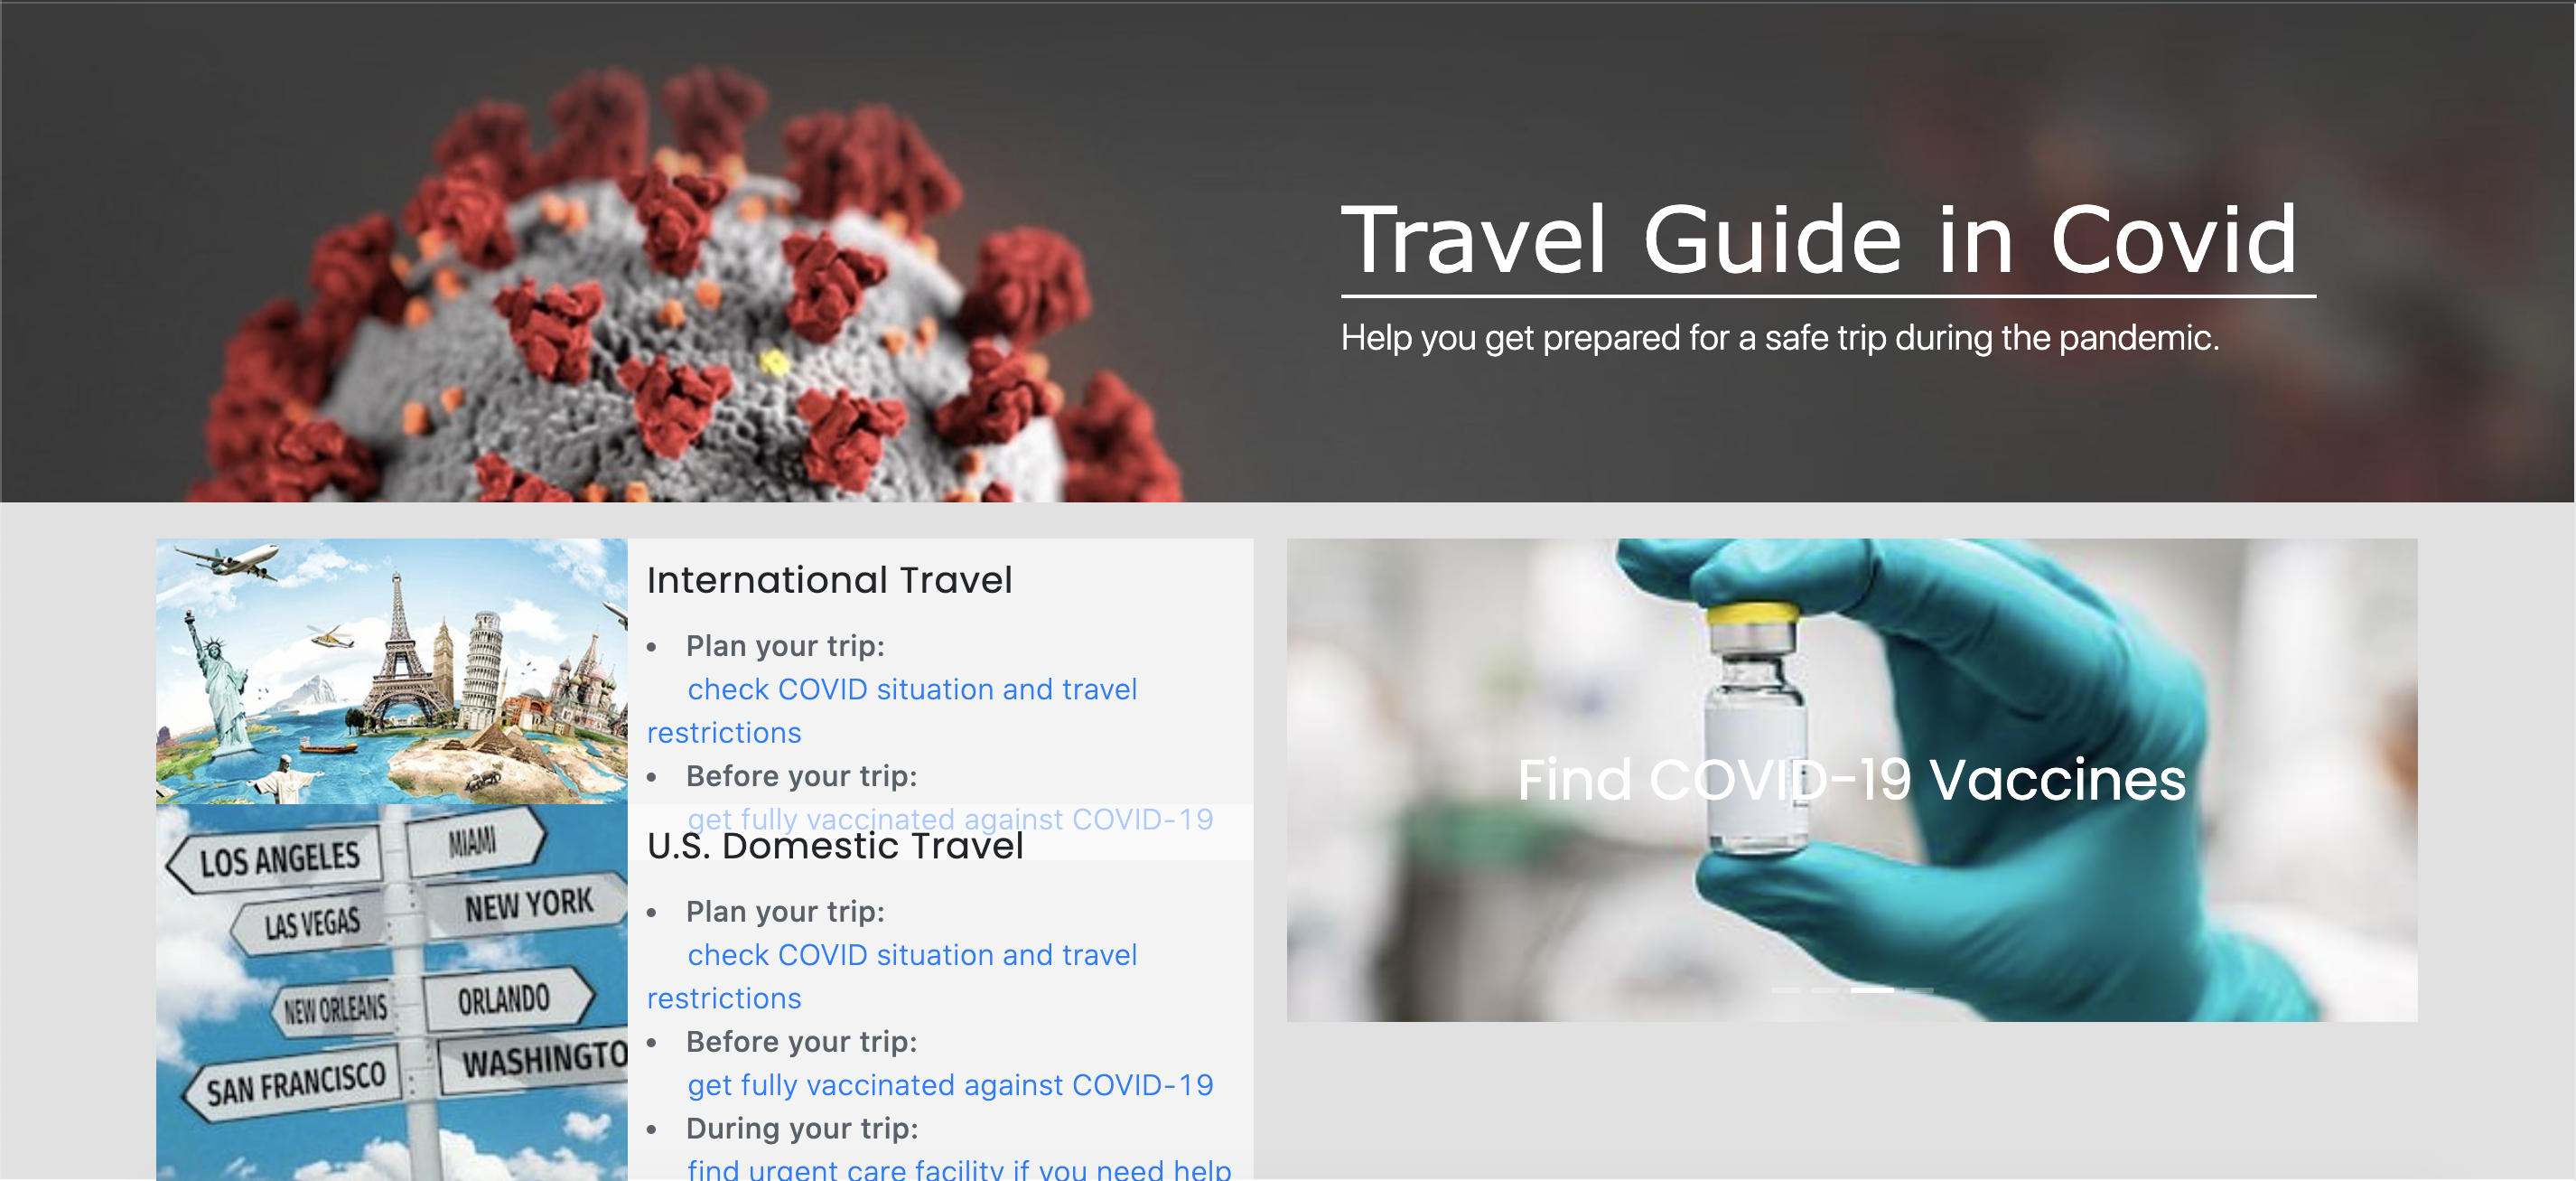 Travel Guide in Covid
Help you get prepared for a safe trip during the pandemic.
International Travel
• Plan your trip:
check COVID situation and travel
restrictions
• Before your trip:
get fully vaccinated against COVID-19
LOS ANGELES
MIAMI
LAS VEGAS
NEW YORK
NEW ORLEANS
ORLANDO
SAN FRANCISCO
WASHINGTO
U.S. Domestic Travel
• Plan your trip:
check COVID situation and travel
restrictions
• Before your trip:
get fully vaccinated against COVID-19
• During your trip:
find urgent care facility if you need help
Find COVID-19 Vaccines